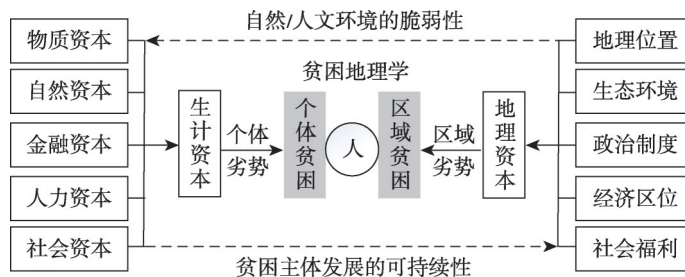 自然/人文环境的脆弱性
物质资本
自然资本
金融资本
人力资本
社会资本
生计资本
个体
劣势
贫困地理学
个体贫困
人
区域贫困
区域
劣势
地理资本
地理位置
生态环境
政治制度
经济区位
社会福利
贫困主体发展的可持续性